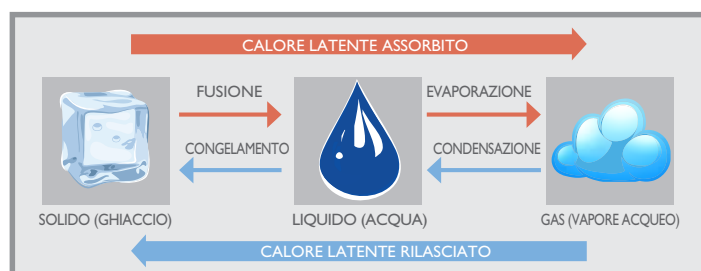 CALORE LATENTE ASSORBITO
FUSIONE
EVAPORAZIONE
CONGELAMENTO
CONDENSAZIONE
SOLIDO (GHIACCIO)
LIQUIDO (ACQUA)
GAS (VAPORE ACQUEO)
CALORE LATENTE RILASCIATO